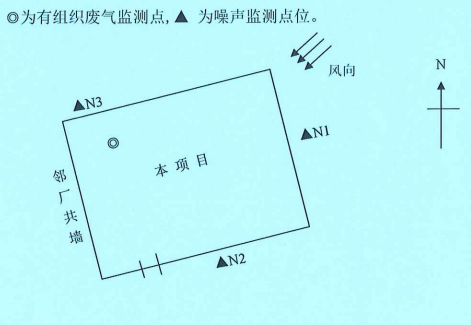 ◎为有组织废气监测点,▲ 为噪声监测点位。
风向
N
▲N3
▲N1
◎
本项目
邻厂共墙
▲N2